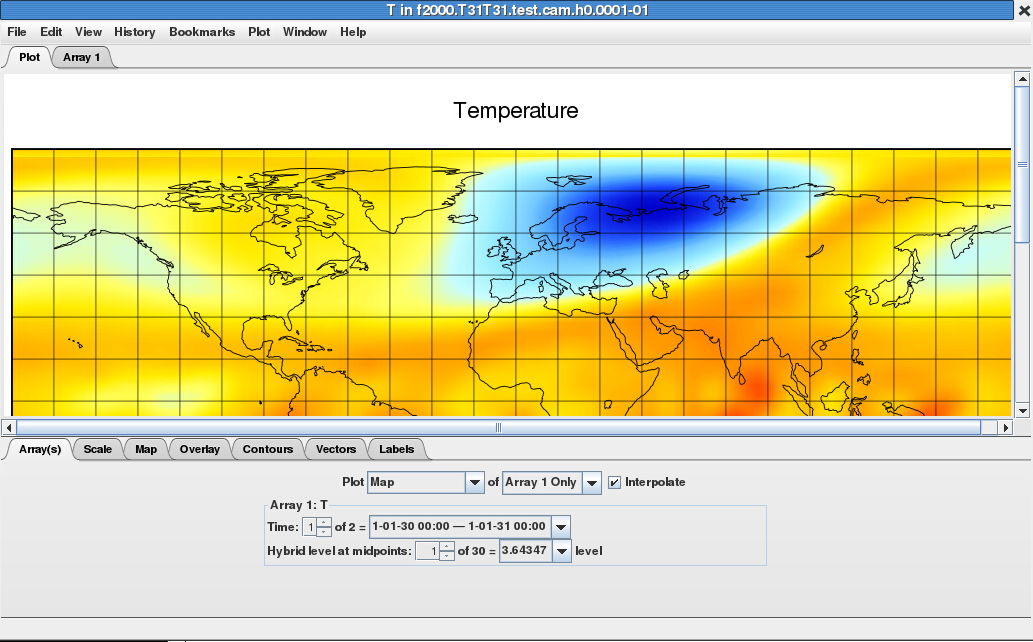 T in f2000.T31T31.test.cam.h0.0001-01
File Edit View History Bookmarks Plot Window Help
Plot Array 1
Temperature
Array(s) Scale Map Overlay Contours Vectors Labels
Plot Map of Array 1 Only Interpolate
Array 1: T
Time: 1 of 2 = 1-01-30 00:00 — 1-01-31 00:00
Hybrid level at midpoints: 1 of 30 = 3.64347 level